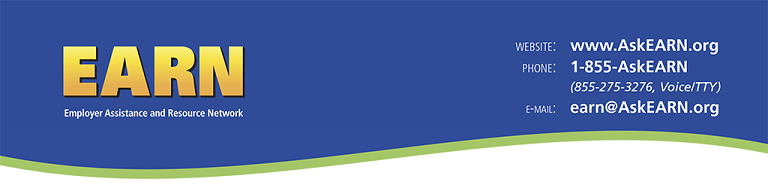 EARN
Employer Assistance and Resource Network
WEBSITE: www.AskEARN.org
PHONE: 1-855-AskEARN
(855-275-3276, Voice/TTY)
E-MAIL: earn@AskEARN.org